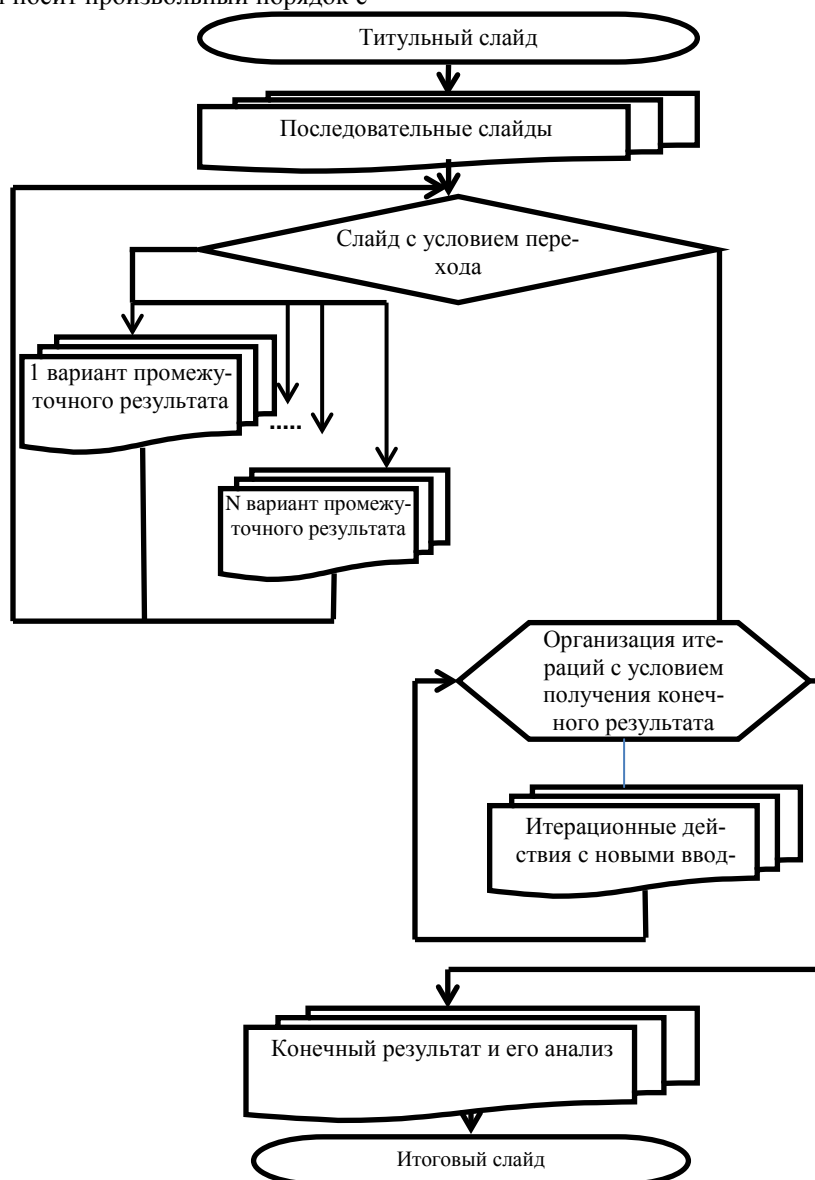 носит произвольный порядок с
Титульный слайд
Последовательные слайды
Слайд с условием пере-
хода
1 вариант промежу-
точного результата
.....
N вариант промежу-
точного результата
Организация ите-
раций с условием
получения конеч-
ного результата
Итерационные дей-
ствия с новыми ввод-
Конечный результат и его анализ
Итоговый слайд